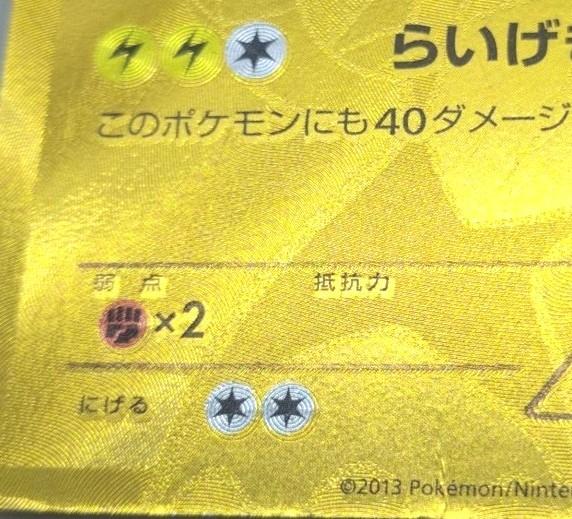 らいげき
このポケモンにも40ダメージ
弱点 抵抗力
×2
にげる
©2013 Pokémon/Ninte